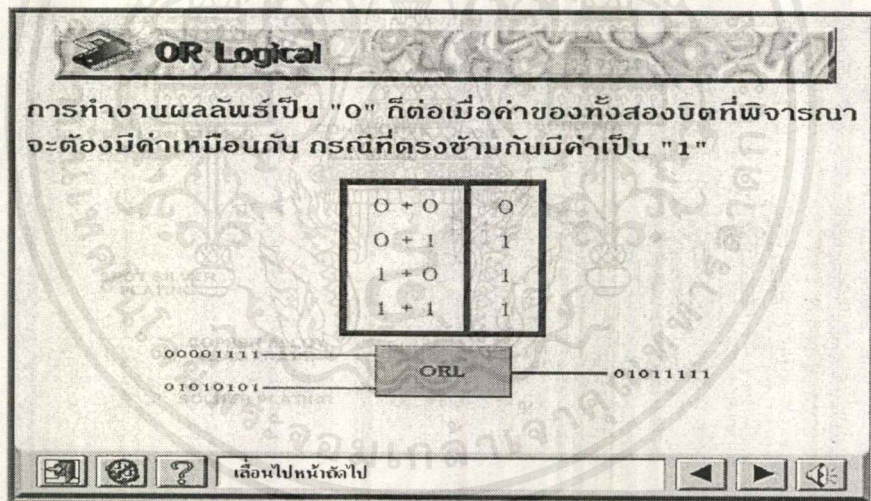 OR Logical
การทำงานผลลัพธ์เป็น "0" ก็ต่อเมื่อค่าของทั้งสองบิตที่พิจารณา
จะต้องมีค่าเหมือนกัน กรณีที่ตรงข้ามกันมีค่าเป็น "1"
0 + 0 0
0 + 1 1
1 + 0 1
1 + 1 1
00001111
ORL
01011111
01010101
เลื่อนไปหน้าถัดไป